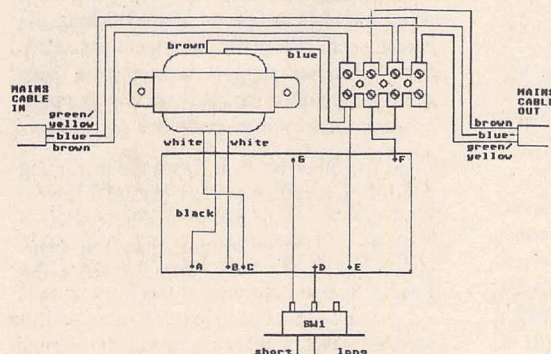 brown
blue
MAINS
CABLE
IN
green/
yellow
blue
brown
MAINS
CABLE
OUT
brown
blue
green/
yellow
white
white
G
F
black
A
B
C
D
E
SW1
short
long